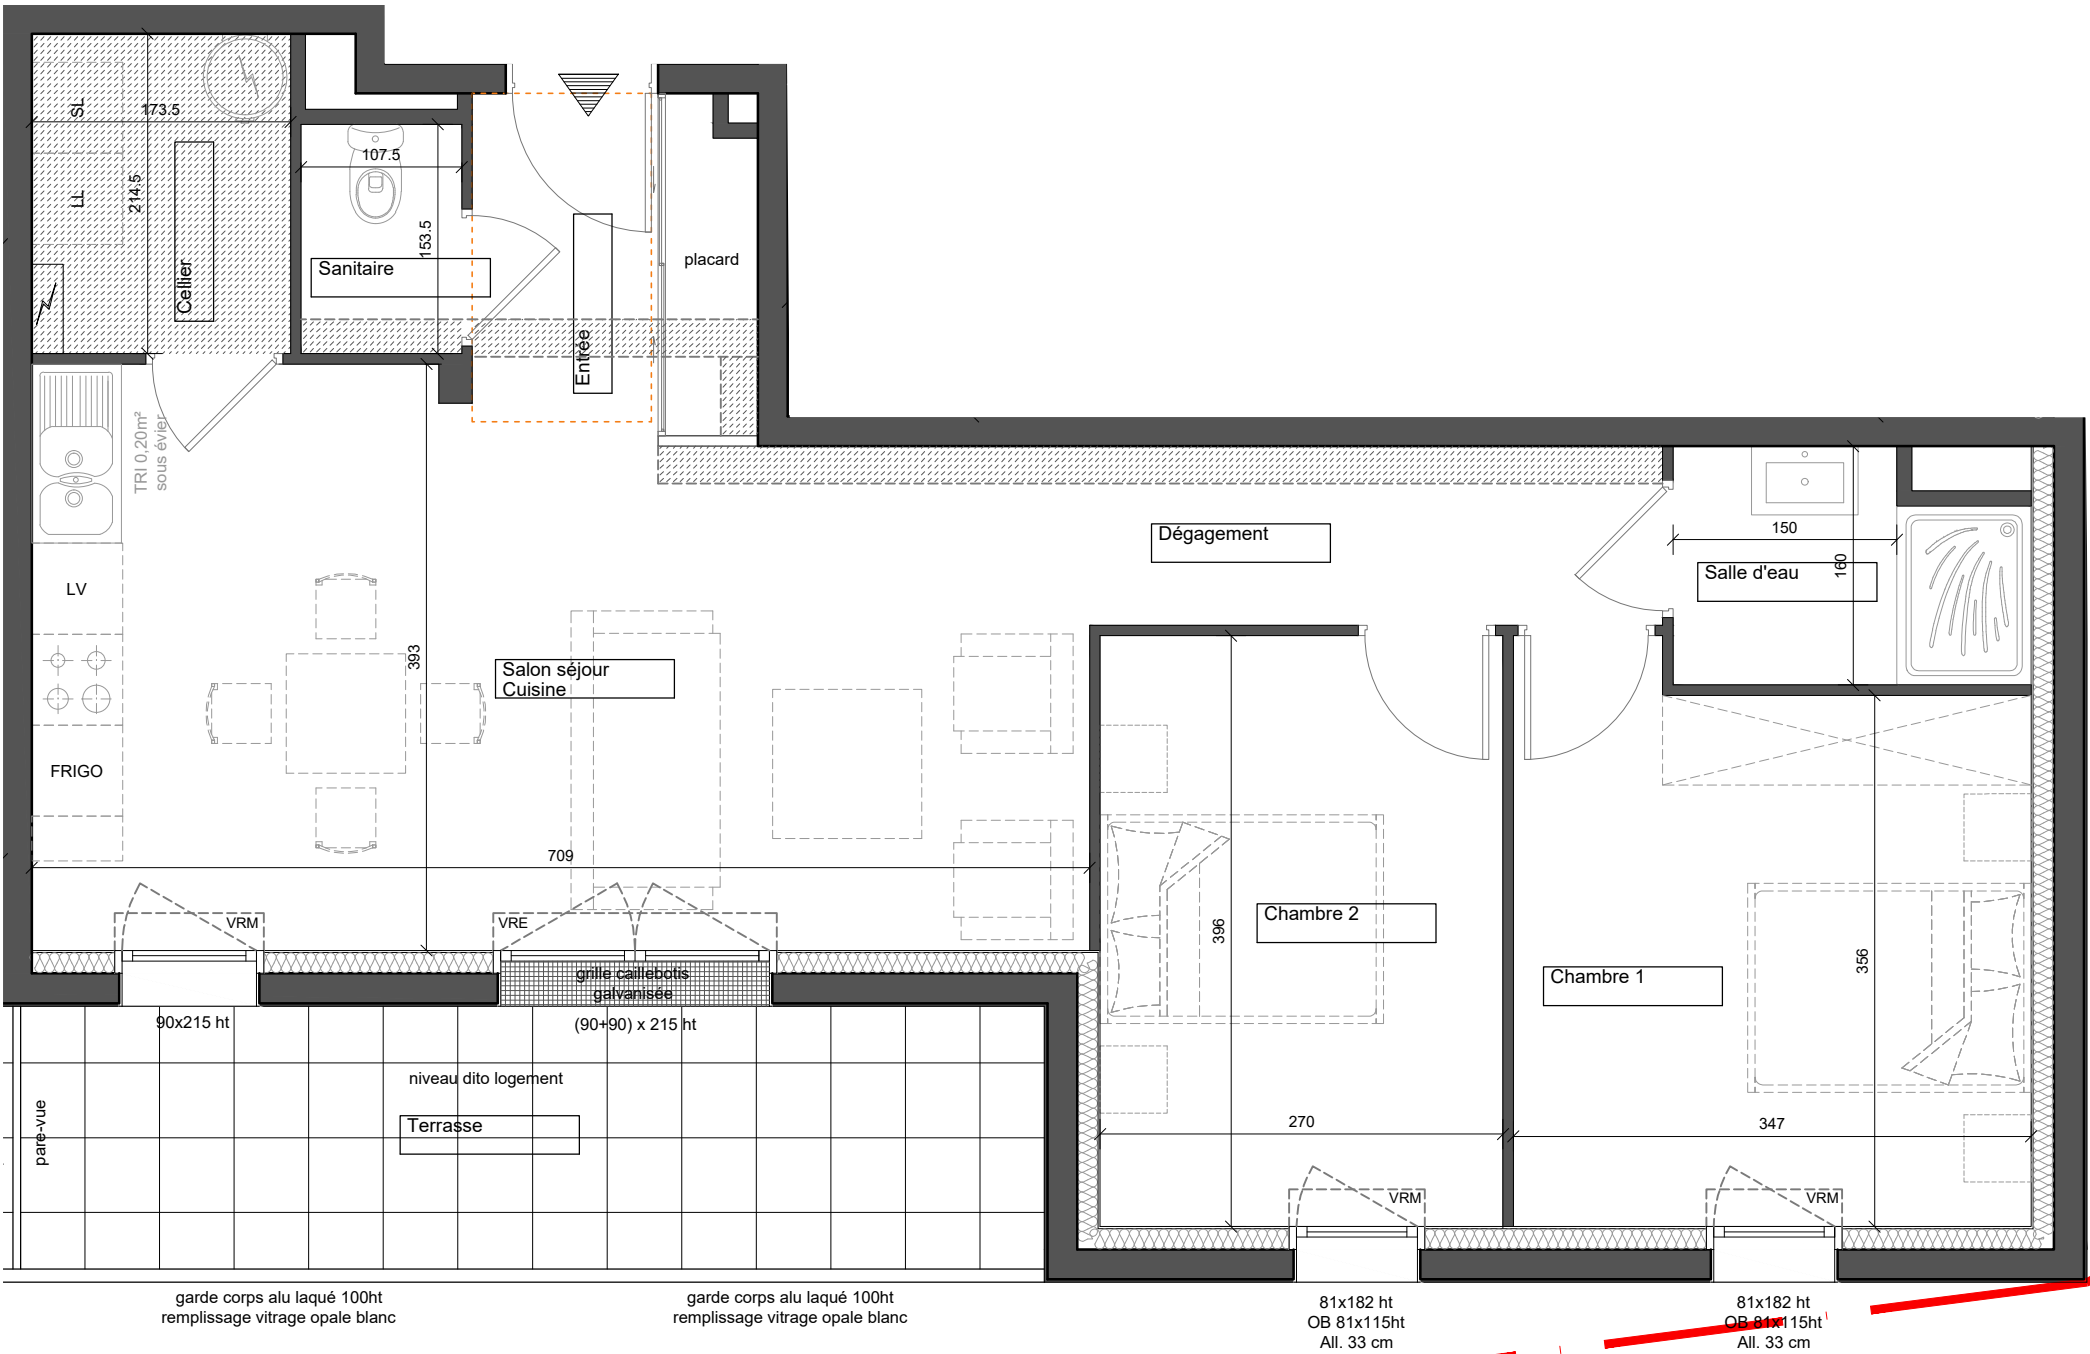 SL
173.5
LL
214.5
Cellier
107.5
153.5
Sanitaire
Entrée
placard
TRI 0,20m²
sous évier
LV
FRIGO
393
Salon séjour
Cuisine
709
Dégagement
150
160
Salle d'eau
VRM
VRE
grille caillebotis
galvanisée
90x215 ht
(90+90) x 215 ht
niveau dito logement
Terrasse
pare-vue
396
Chambre 2
270
VRM
356
Chambre 1
347
VRM
garde corps alu laqué 100ht
remplissage vitrage opale blanc
garde corps alu laqué 100ht
remplissage vitrage opale blanc
81x182 ht
OB 81x115ht
All. 33 cm
81x182 ht
OB 81x115ht
All. 33 cm